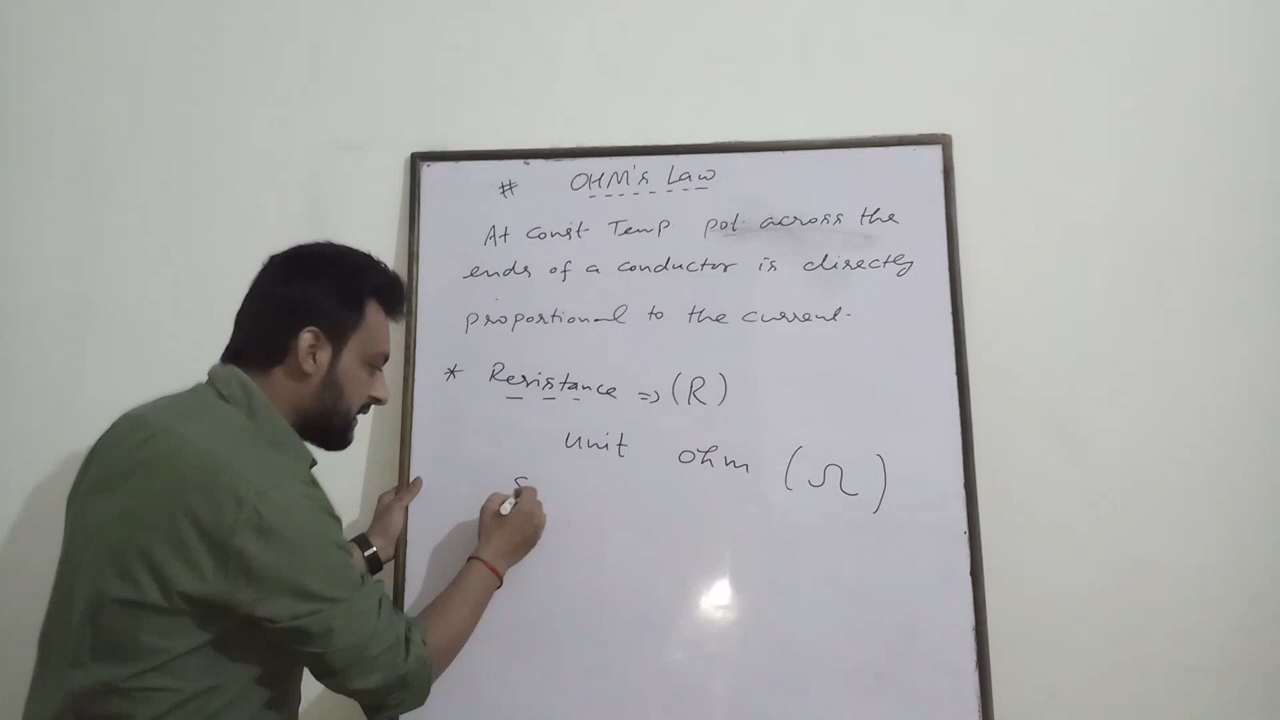 # OHM's Law
At Const Temp pot. across the
ends of a conductor is directly
proportional to the current.
* Resistance => (R)
Unit ohm (Ω)